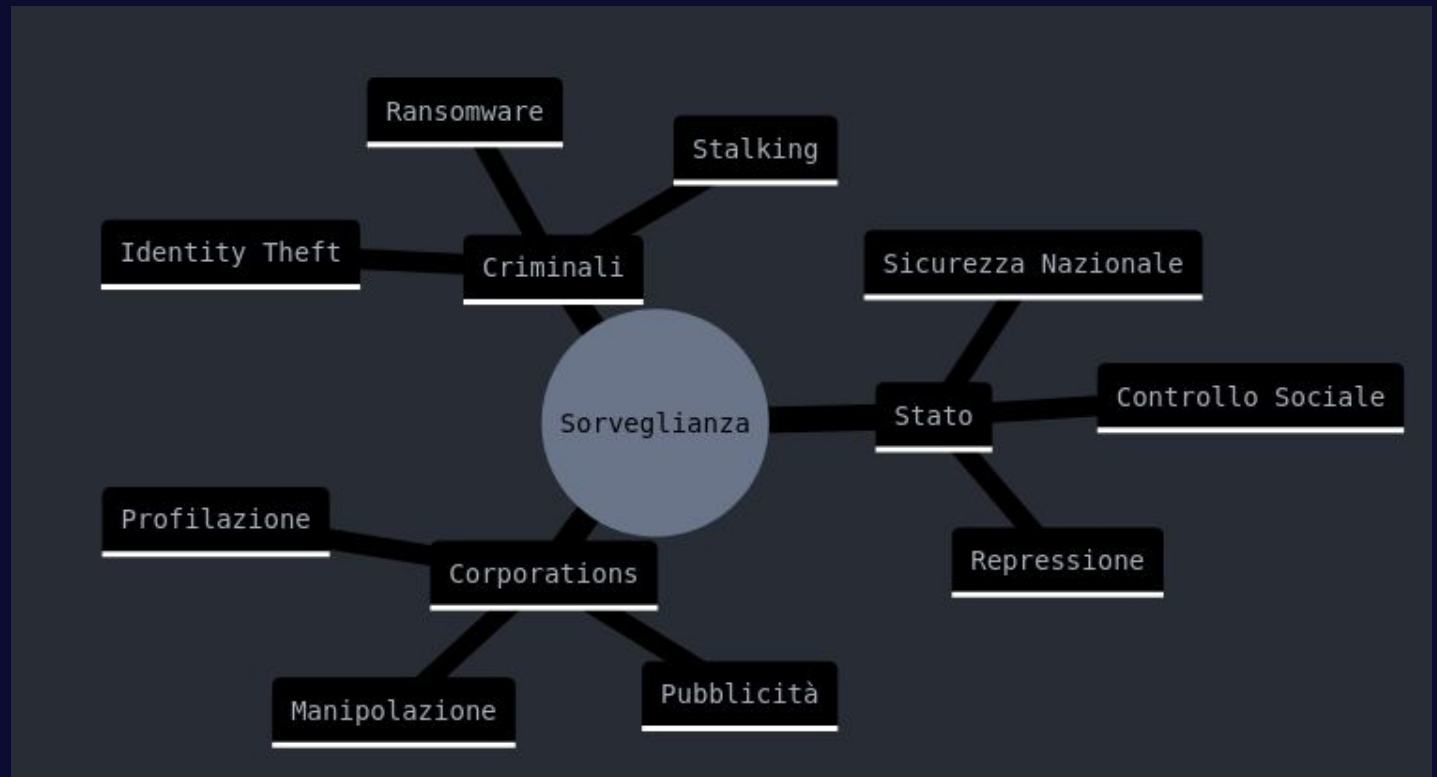 Ransomware
Stalking
Identity Theft
Criminali
Sicurezza Nazionale
Controllo Sociale
Stato
Sorveglianza
Profilazione
Repressione
Corporations
Pubblicità
Manipolazione